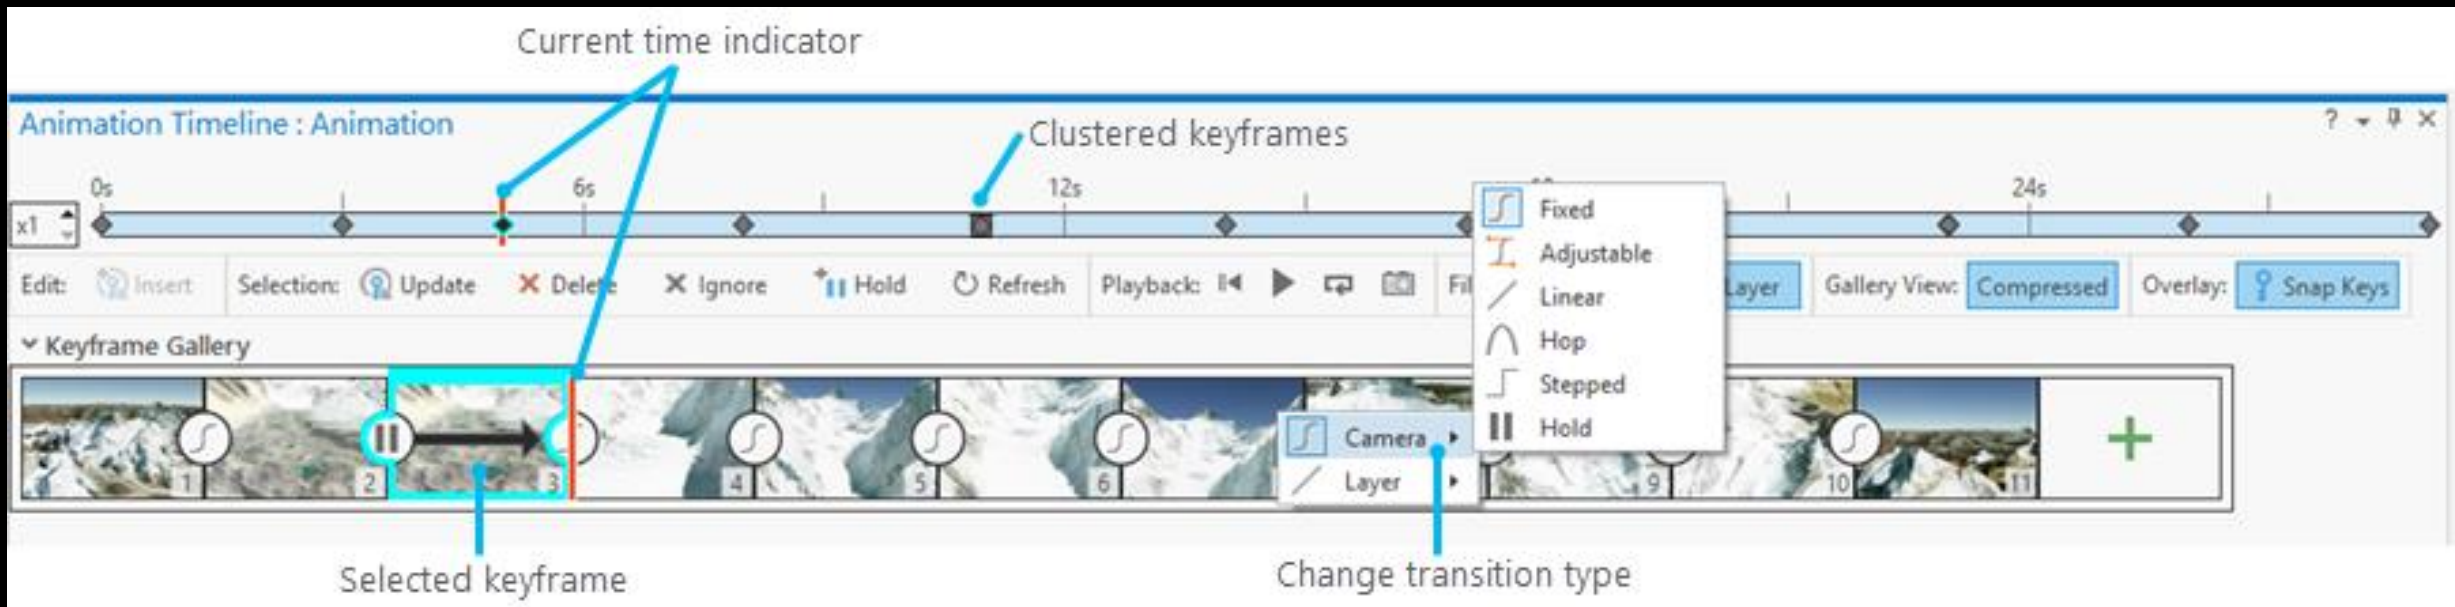 Current time indicator
Animation Timeline : Animation
? 
Clustered keyframes
0s 6s 12s 24s
x1
Fixed
Adjustable
Linear
Hop
Stepped
Hold
Edit: Insert Selection: Update Delete Ignore Hold Refresh Playback: Fil Layer Gallery View: Compressed Overlay: Snap Keys
Keyframe Gallery
Camera
Layer
1 2 3 4 5 6 9 10 11
Selected keyframe
Change transition type